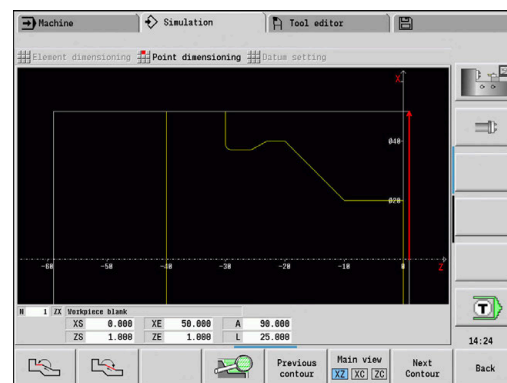 Machine Simulation Tool editor
Element dimensioning Point dimensioning Datum setting
X
Ø40
Ø20
-60 -50 -40 -30 -20 -10 0 Z
N 1 ZX Workpiece blank
XS 0.000 XE 50.000 A 90.000
ZS 1.000 ZE 1.000 L 25.000
T
14:24
Previous contour
Main view
XZ XC ZC
Next contour
Back